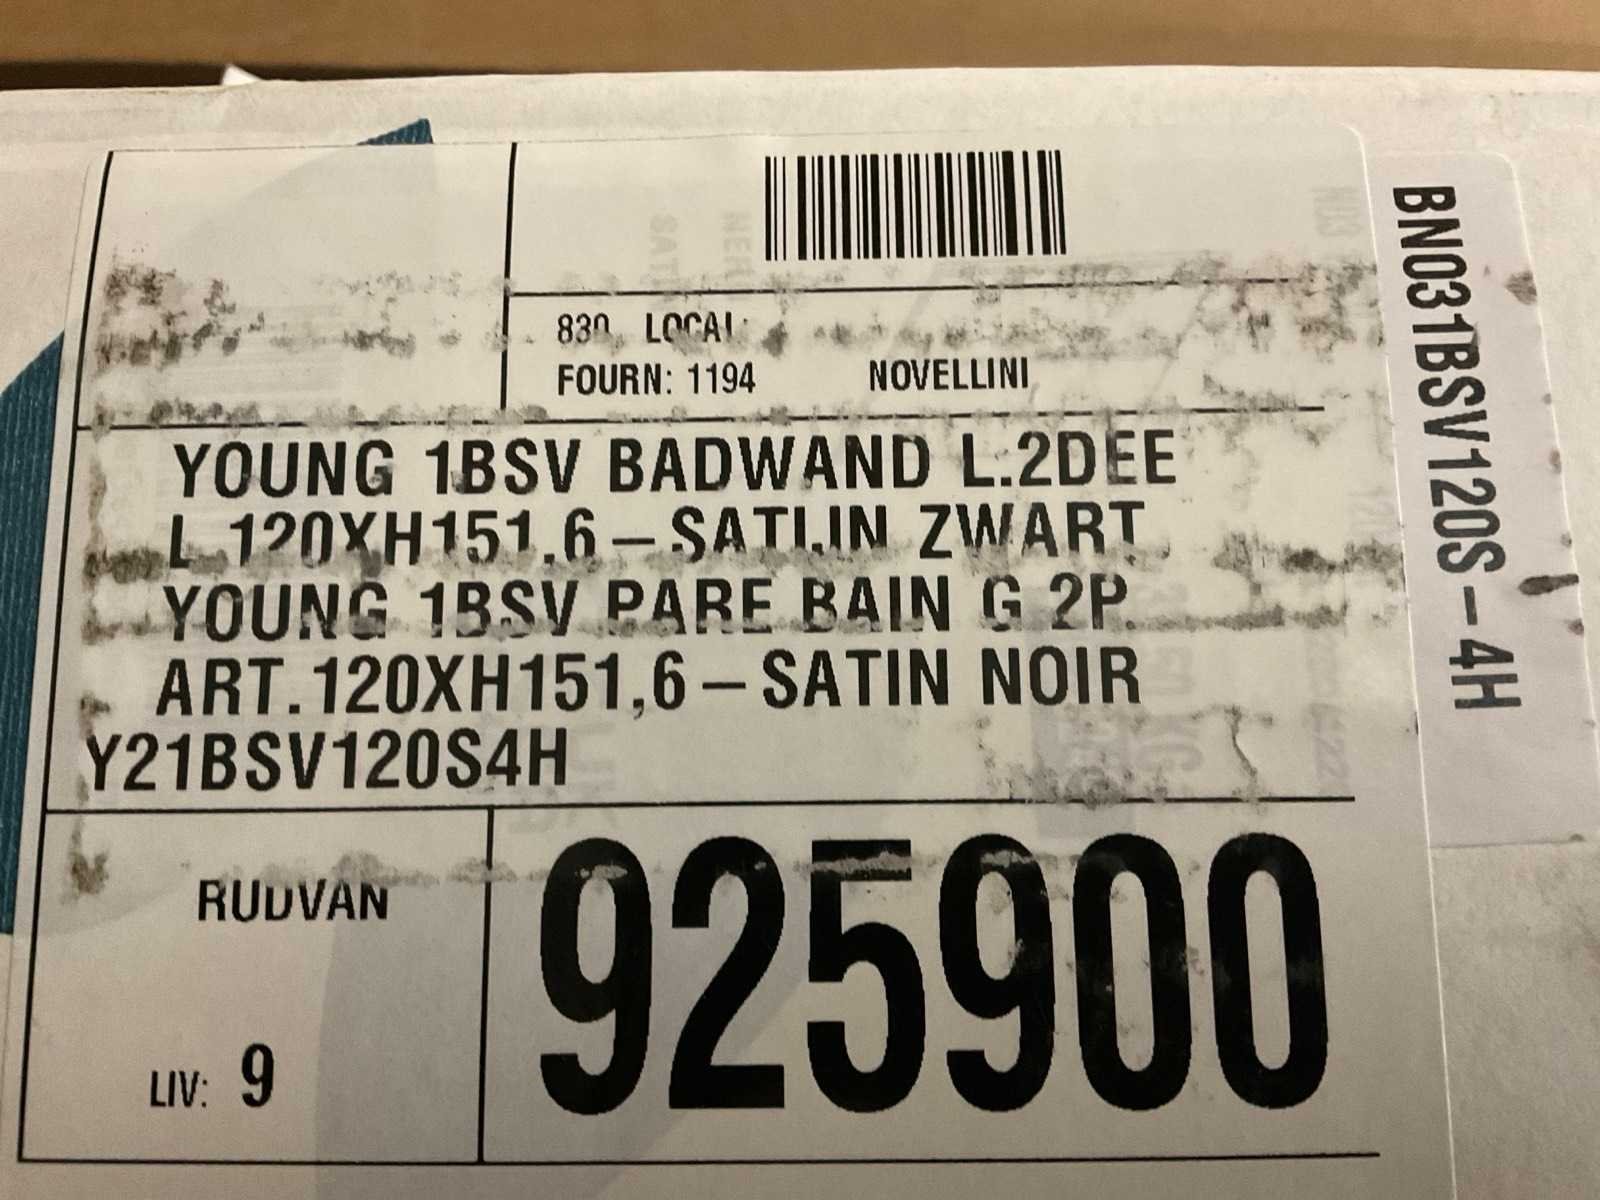 830 LOCAL
FOURN: 1194 NOVELLINI
YOUNG 1BSV BADWAND L.2DEE
L.120XH151,6–SATIJN ZWART
YOUNG 1BSV PARE BAIN G 2P.
ART.120XH151,6–SATIN NOIR
Y21BSV120S4H
RUDVAN
LIV: 9
925900
BN031BSV120S–4H